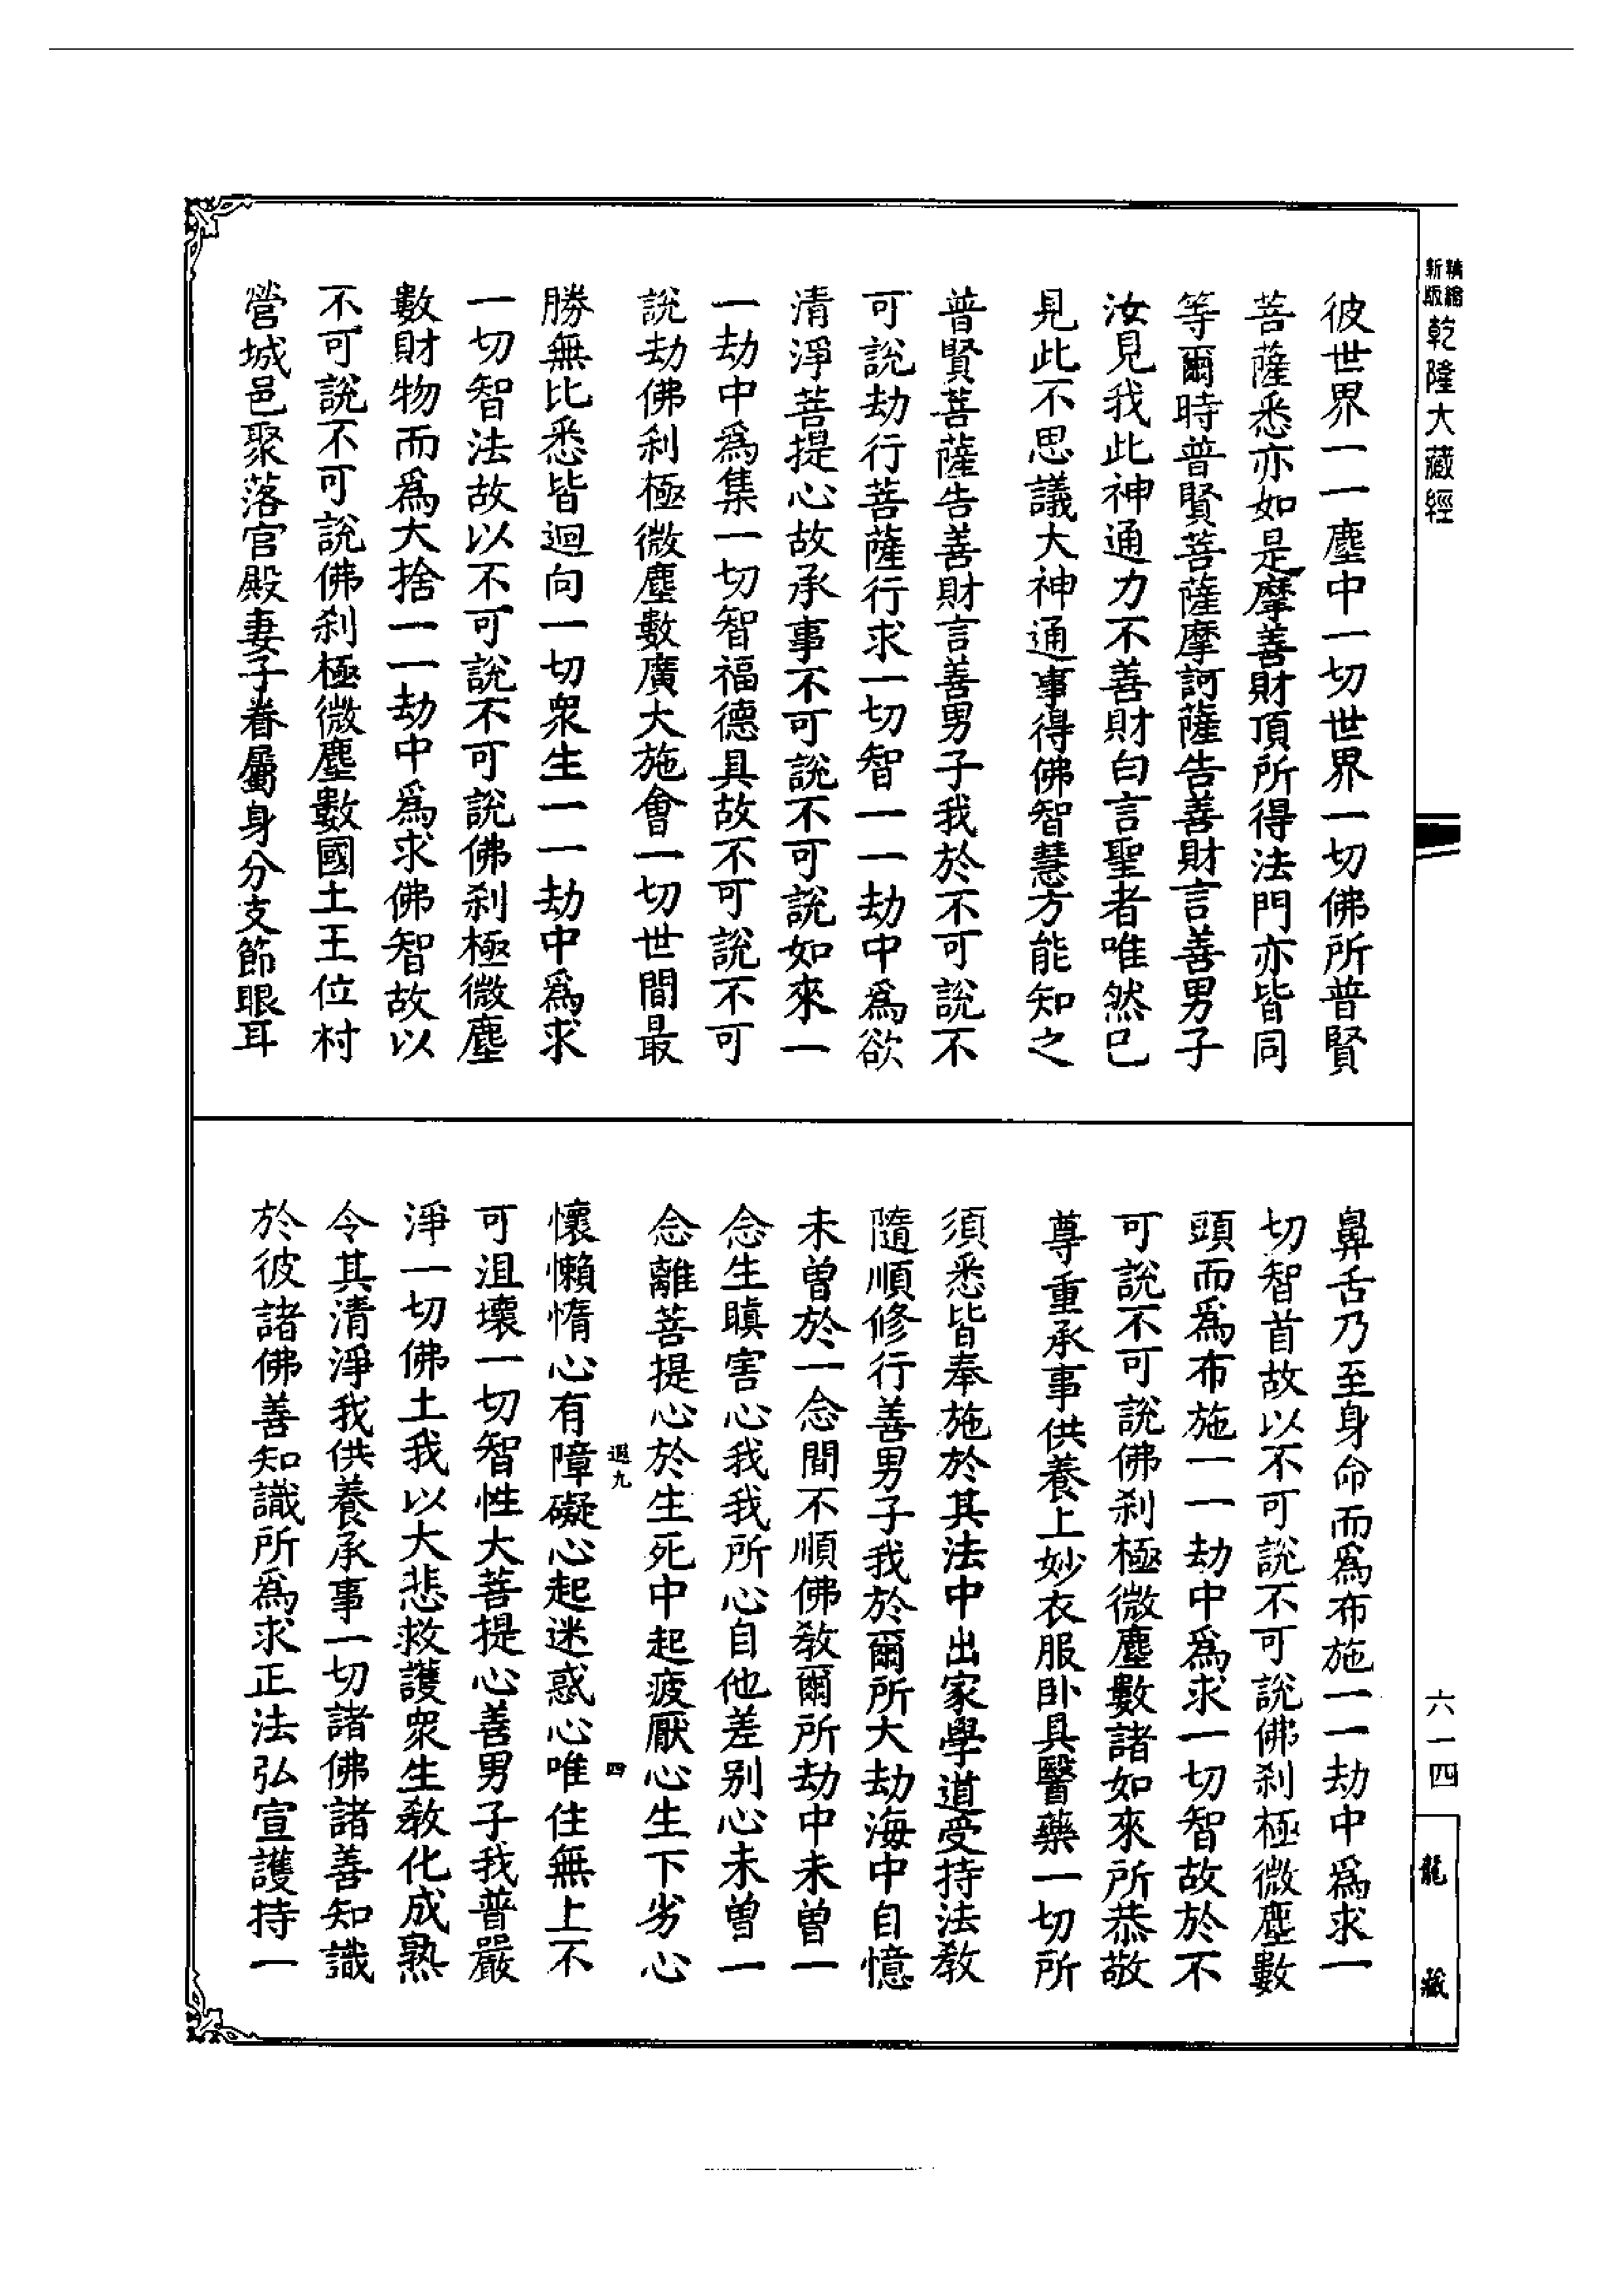 精縮
新版
乾隆大藏經
彼世界一一塵中一切世界一切佛所普賢
菩薩悉亦如是摩善財頂所得法門亦皆同
等爾時普賢菩薩摩訶薩告善財言善男子
汝見我此神通力不善財白言聖者唯然已
見此不思議大神通事得佛智慧方能知之
普賢菩薩告善財言善男子我於不可說不
可說劫行菩薩行求一切智一一劫中爲欲
清淨菩提心故承事不可說不可說如來一
一劫中爲集一切智福德具故不可說不可
說劫佛刹極微塵數廣大施會一切世間最
勝無比悉皆迴向一切衆生一一劫中爲求
一切智法故以不可說不可說佛刹極微塵
數財物而爲大捨一一劫中爲求佛智故以
不可說不可說佛刹極微塵數國土王位村
營城邑聚落官殿妻子眷屬身分支節眼耳
鼻舌乃至身命而爲布施一一劫中爲求一
切智首故以不可說不可說佛刹極微塵數
頭而爲布施一一劫中爲求一切智故於不
可說不可說佛刹極微塵數諸如來所恭敬
尊重承事供養上妙衣服卧具醫藥一切所
須悉皆奉施於其法中出家學道受持法教
隨順修行善男子我於爾所大劫海中自憶
未曾於一念間不順佛教爾所劫中未曾一
念生瞋害心我我所心自他差别心未曾一
念離菩提心於生死中起疲厭心生下劣心
遐九 四
懷懶惰心有障礙心起迷惑心唯住無上不
可沮壞一切智性大菩提心善男子我普嚴
淨一切佛土我以大悲救護衆生教化成熟
令其清淨我供養承事一切諸佛諸善知識
於彼諸佛善知識所爲求正法弘宣護持一
六一四
龍藏